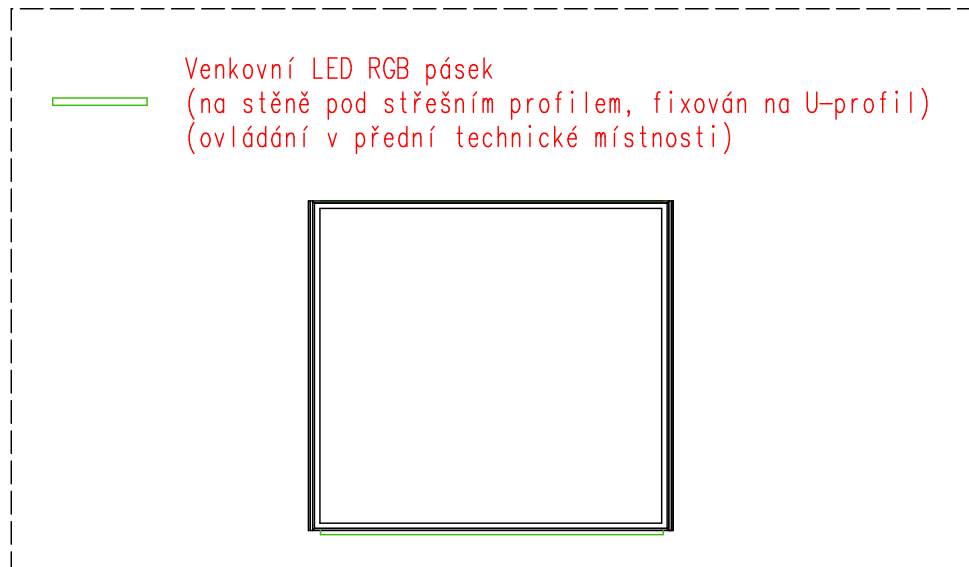 Venkovní LED RGB pásek
(na stěně pod střešním profilem, fixován na U-profil)
(ovládání v přední technické místnosti)